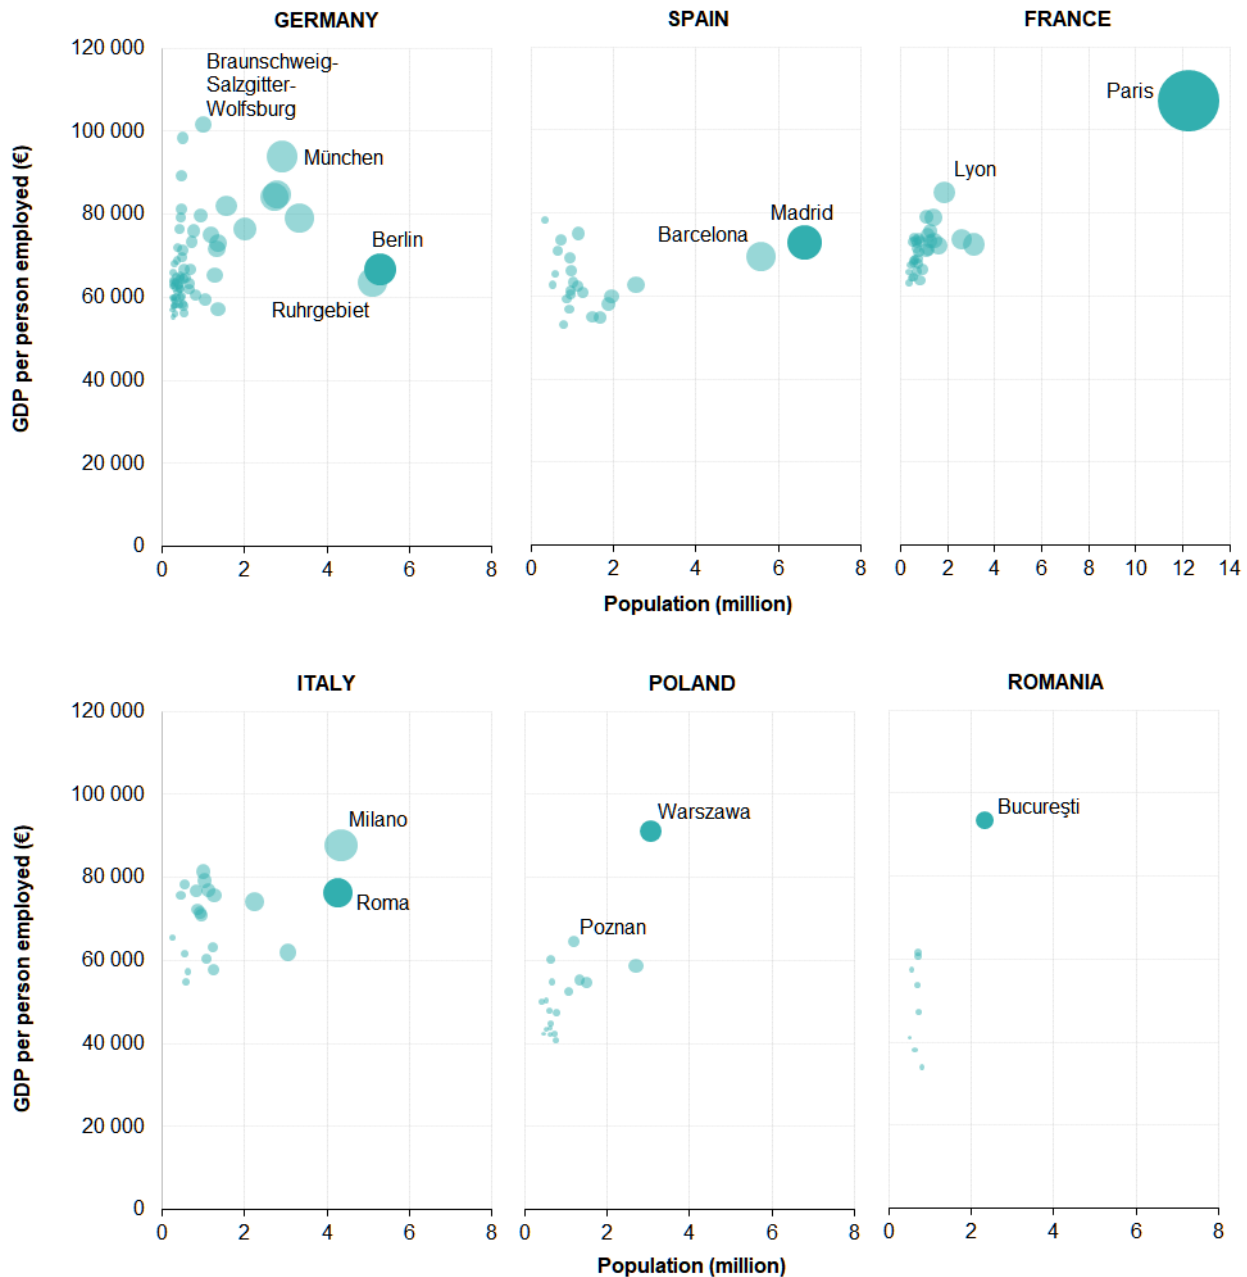 GERMANY
SPAIN
FRANCE
GDP per person employed (€)
120 000
100 000
80 000
60 000
40 000
20 000
0
Braunschweig-
Salzgitter-
Wolfsburg
München
Berlin
Ruhrgebiet
Madrid
Barcelona
Paris
Lyon
0 2 4 6 8
0 2 4 6 8
0 2 4 6 8 10 12 14
Population (million)
ITALY
POLAND
ROMANIA
GDP per person employed (€)
120 000
100 000
80 000
60 000
40 000
20 000
0
Milano
Roma
Warszawa
Poznan
Bucureşti
0 2 4 6 8
0 2 4 6 8
0 2 4 6 8
Population (million)